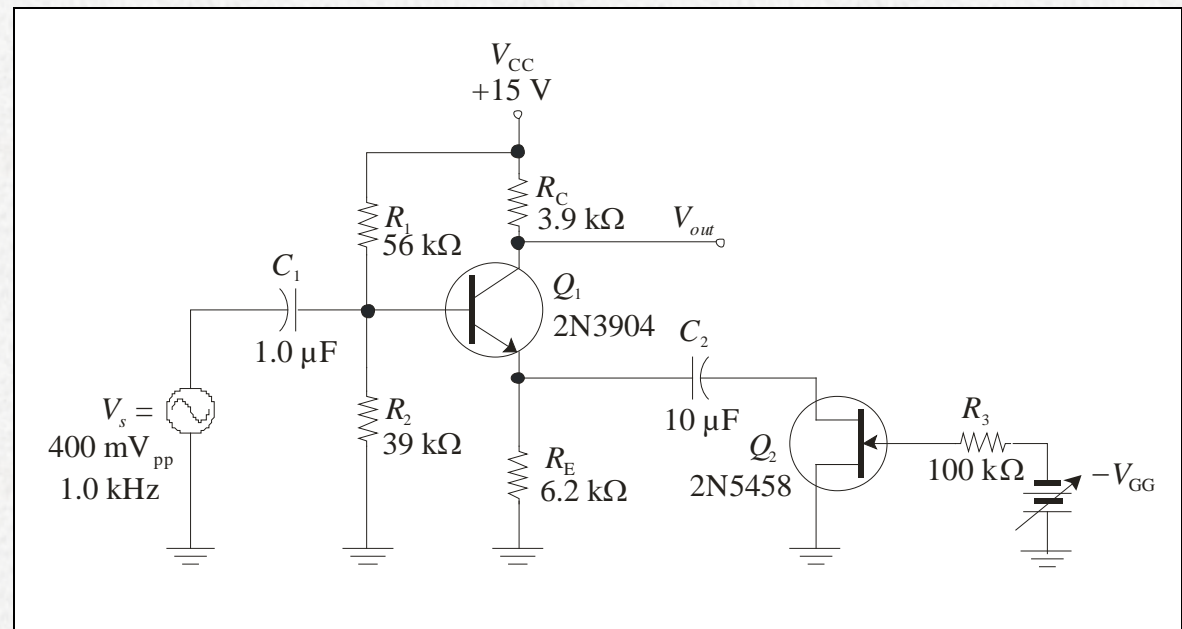 V_CC
+15 V
R_C
3.9 kΩ
V_out
R_1
56 kΩ
C_1
1.0 µF
Q_1
2N3904
C_2
10 µF
V_s =
400 mV_pp
1.0 kHz
R_2
39 kΩ
R_E
6.2 kΩ
Q_2
2N5458
R_3
100 kΩ
−V_GG